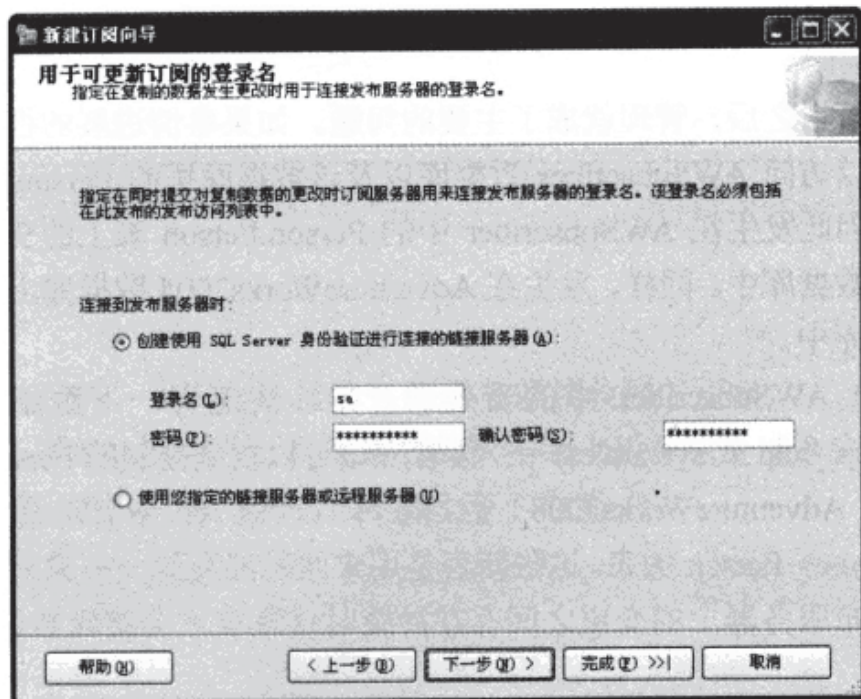 新建订阅向导
用于可更新订阅的登录名
指定在复制的数据发生更改时用于连接发布服务器的登录名。
指定在同时提交对复制数据的更改时订阅服务器用来连接发布服务器的登录名。该登录名必须包括
在此发布的发布访问列表中。
连接到发布服务器时:
创建使用 SQL Server 身份验证进行连接的链接服务器(A):
登录名(L): sa
密码(P): ********** 确认密码(S): **********
使用您指定的链接服务器或远程服务器(U)
帮助(H) < 上一步(B) 下一步(N) > 完成(F) >>| 取消